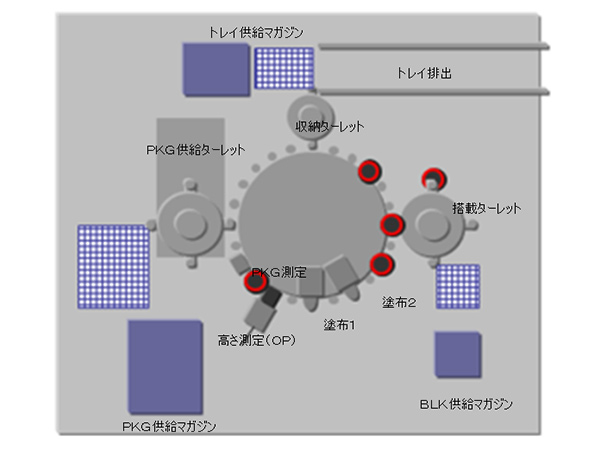 トレイ供給マガジン
トレイ排出
収納ターレット
PKG供給ターレット
搭載ターレット
PKG測定
塗布2
塗布1
高さ測定(OP)
BLK供給マガジン
PKG供給マガジン